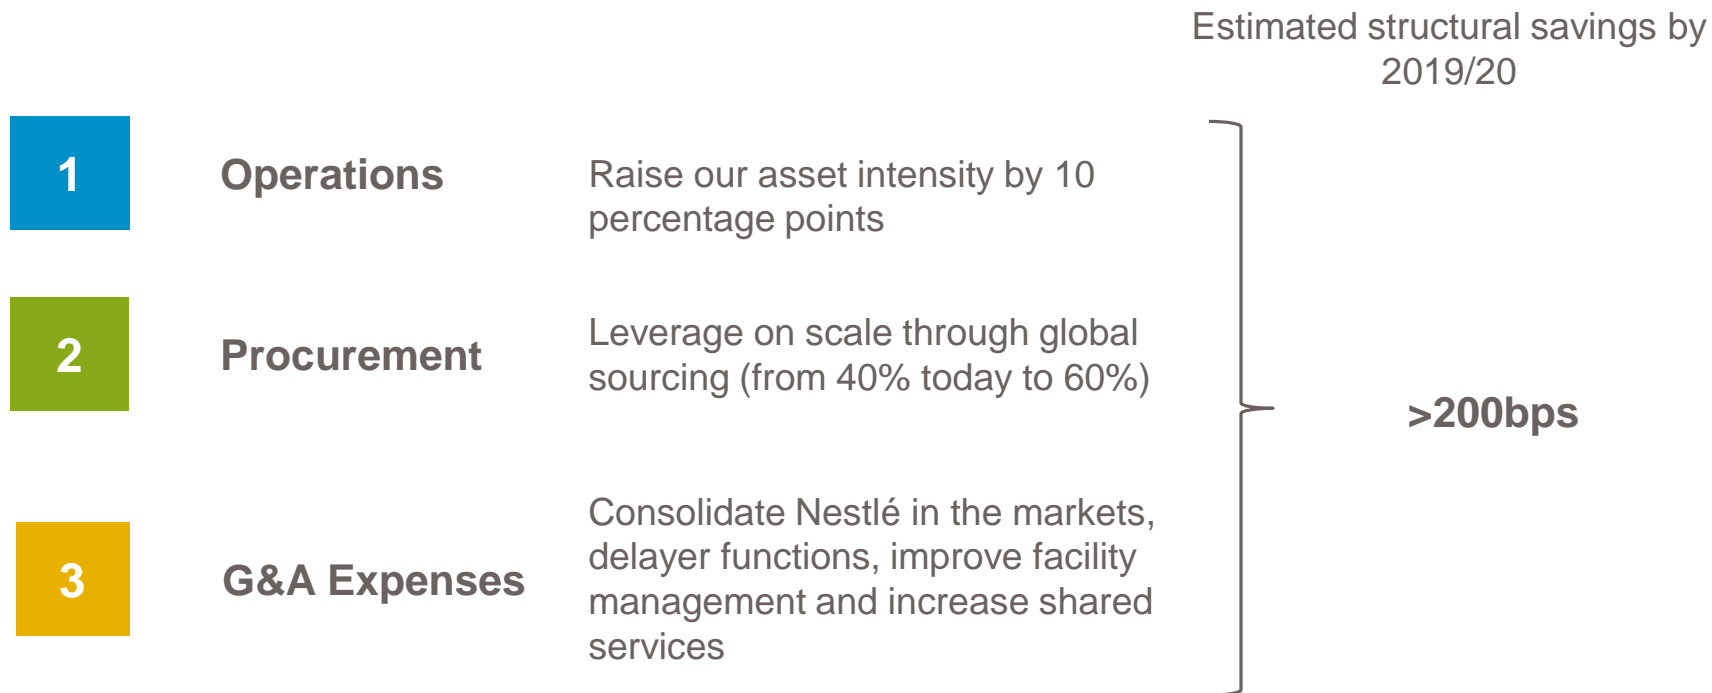 Estimated structural savings by
2019/20
1
Operations
Raise our asset intensity by 10
percentage points
2
Procurement
Leverage on scale through global
sourcing (from 40% today to 60%)
>200bps
3
G&A Expenses
Consolidate Nestlé in the markets,
delayer functions, improve facility
management and increase shared
services